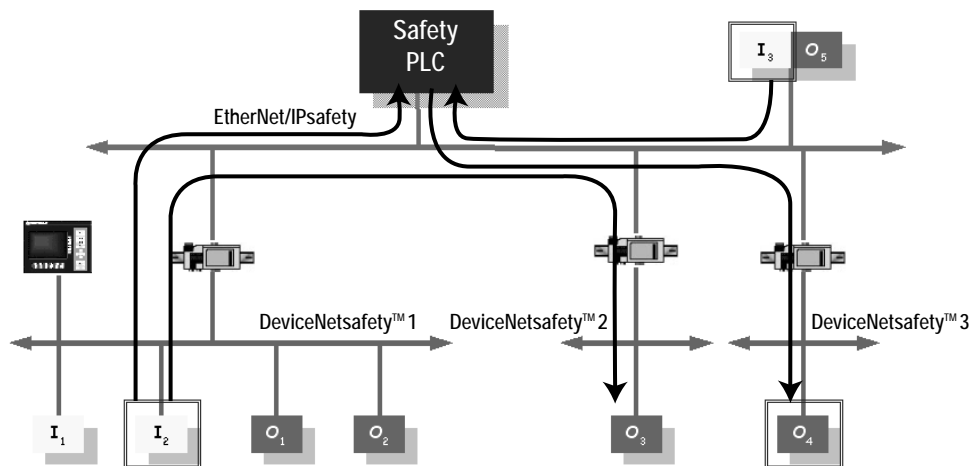 Safety
PLC
I₃ O₅
EtherNet/IPsafety
DeviceNetsafety™ 1 DeviceNetsafety™ 2 DeviceNetsafety™ 3
I₁ I₂ O₁ O₂ O₃ O₄